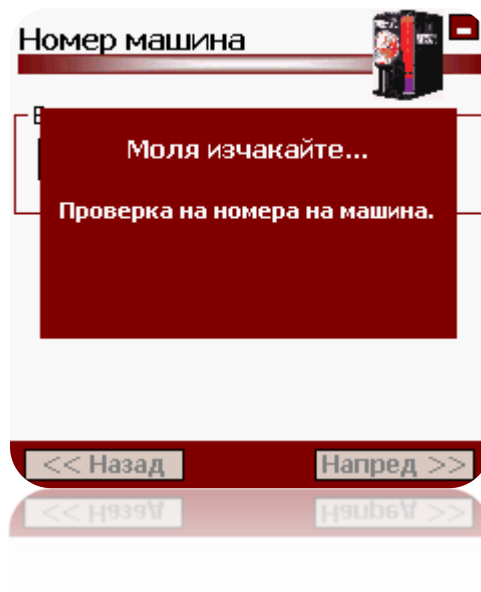 Номер машина
Моля изчакайте...
Проверка на номера на машина.
<< Назад
Напред >>